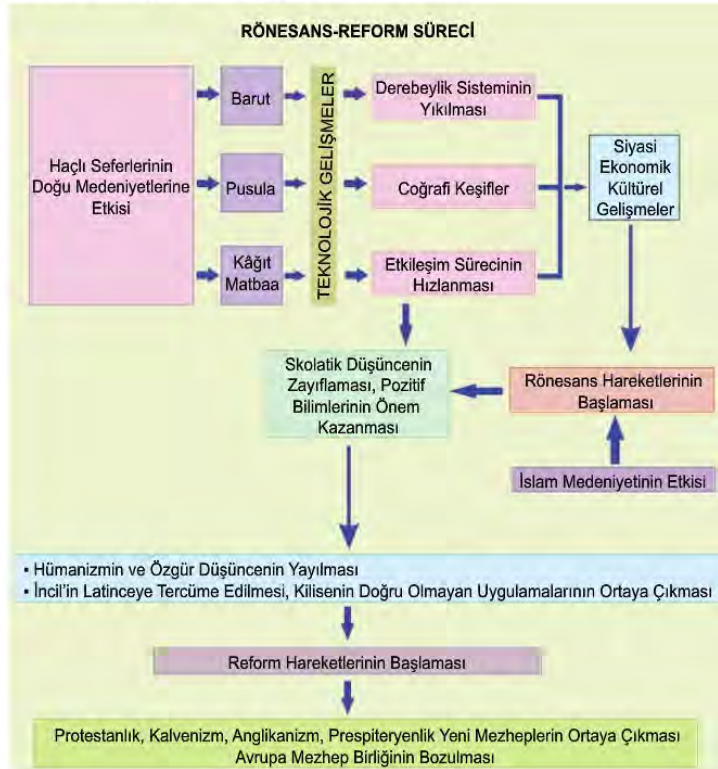 RÖNESANS-REFORM SÜRECİ
Haçlı Seferlerinin
Doğu Medeniyetlerine
Etkisi
Barut
Pusula
Kâğıt
Matbaa
TEKNOLOJİK GELİŞMELER
Derebeylik Sisteminin
Yıkılması
Coğrafi Keşifler
Etkileşim Sürecinin
Hızlanması
Siyasi
Ekonomik
Kültürel
Gelişmeler
Skolatik Düşüncenin
Zayıflaması, Pozitif
Bilimlerinin Önem
Kazanması
Rönesans Hareketlerinin
Başlaması
İslam Medeniyetinin Etkisi
• Hümanizmin ve Özgür Düşüncenin Yayılması
• İncil'in Latinceye Tercüme Edilmesi, Kilisenin Doğru Olmayan Uygulamalarının Ortaya Çıkması
Reform Hareketlerinin Başlaması
Protestanlık, Kalvenizm, Anglikanizm, Prespiteryenlik Yeni Mezheplerin Ortaya Çıkması
Avrupa Mezhep Birliğinin Bozulması